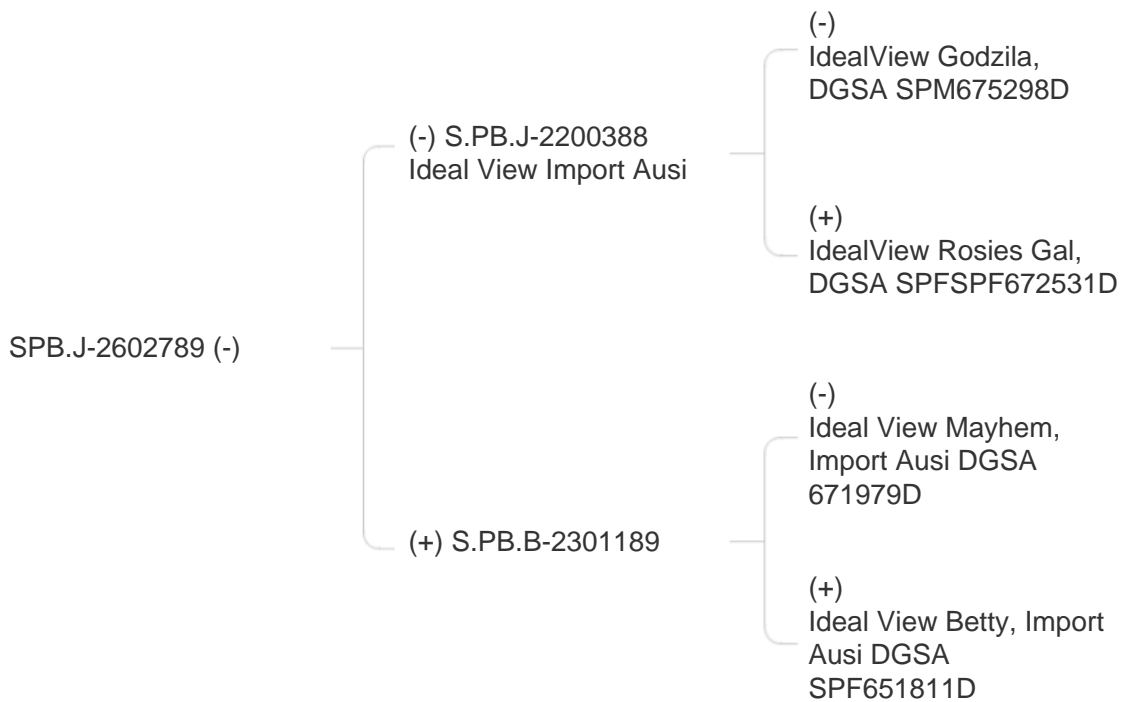 (-)
IdealView Godzila,
DGSA SPM675298D
(-) S.PB.J-2200388
Ideal View Import Ausi
(+)
IdealView Rosies Gal,
DGSA SPFSPF672531D
SPB.J-2602789 (-)
(-)
Ideal View Mayhem,
Import Ausi DGSA
671979D
(+) S.PB.B-2301189
(+)
Ideal View Betty, Import
Ausi DGSA
SPF651811D